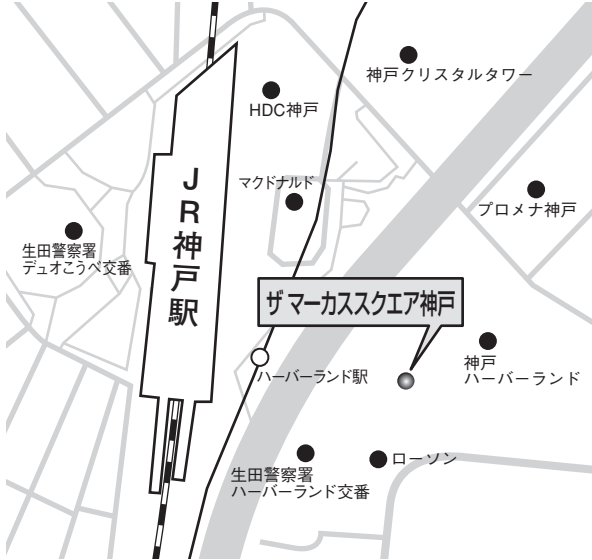 神戸クリスタルタワー
HDC神戸
マクドナルド
プロメナ神戸
JR神戸駅
生田警察署
デュオこうべ交番
ザ マーカススクエア神戸
神戸
ハーバーランド
ハーバーランド駅
ローソン
生田警察署
ハーバーランド交番